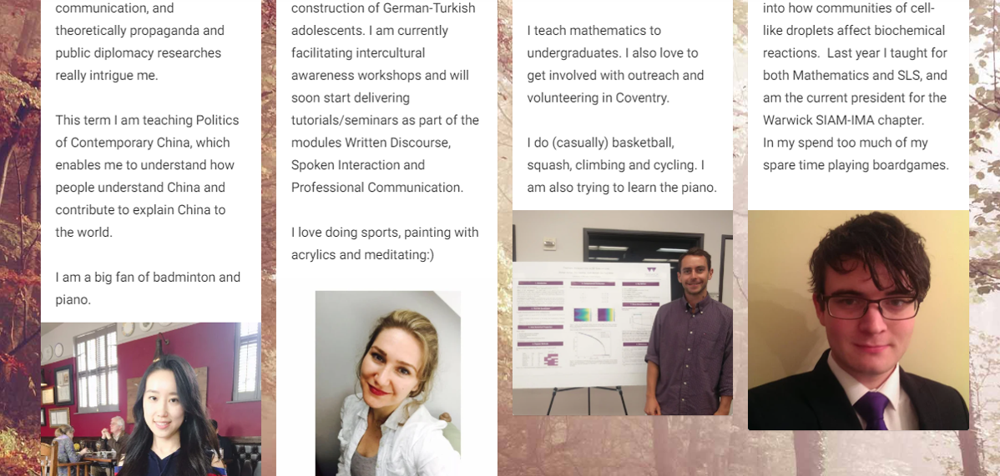 communication, and
theoretically propaganda and
public diplomacy researches
really intrigue me.
This term I am teaching Politics
of Contemporary China, which
enables me to understand how
people understand China and
contribute to explain China to
the world.
I am a big fan of badminton and
piano.
construction of German-Turkish
adolescents. I am currently
facilitating intercultural
awareness workshops and will
soon start delivering
tutorials/seminars as part of the
modules Written Discourse,
Spoken Interaction and
Professional Communication.
I love doing sports, painting with
acrylics and meditating:)
I teach mathematics to
undergraduates. I also love to
get involved with outreach and
volunteering in Coventry.
I do (casually) basketball,
squash, climbing and cycling. I
am also trying to learn the piano.
into how communities of cell-
like droplets affect biochemical
reactions.  Last year I taught for
both Mathematics and SLS, and
am the current president for the
Warwick SIAM-IMA chapter.
In my spend too much of my
spare time playing boardgames.